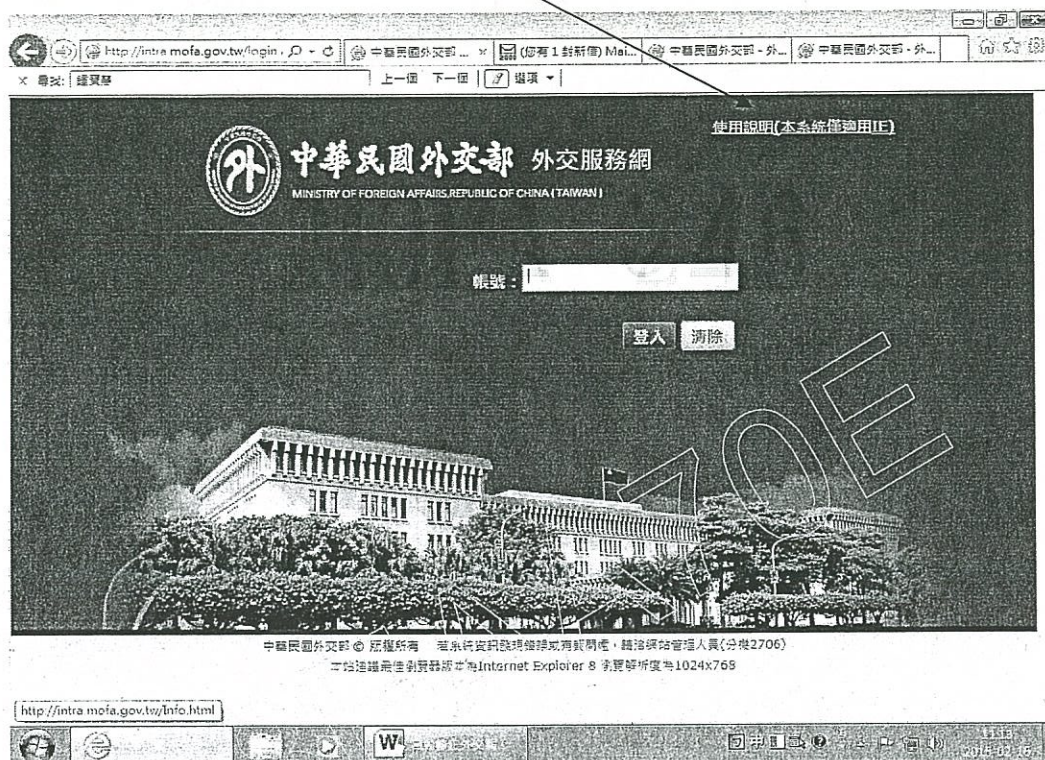 http://intra.mofa.gov.tw/login
中華民國外交部 ...
(您有 1 封新信) Mai...
中華民國外交部 - 外...
中華民國外交部 - 外...
× 尋找:
上一個 下一個 選項
使用說明(本系統僅適用IE)
外 中華民國外交部 外交服務網
MINISTRY OF FOREIGN AFFAIRS,REPUBLIC OF CHINA ( TAIWAN )
帳號：
登入 清除
中華民國外交部 © 版權所有 若系統資訊發現錯誤或有疑問處，請洽網站管理人員(分機2706)
本站建議最佳瀏覽器版本為Internet Explorer 8 瀏覽解析度為1024x768
http://intra.mofa.gov.tw/Info.html
W
11:13